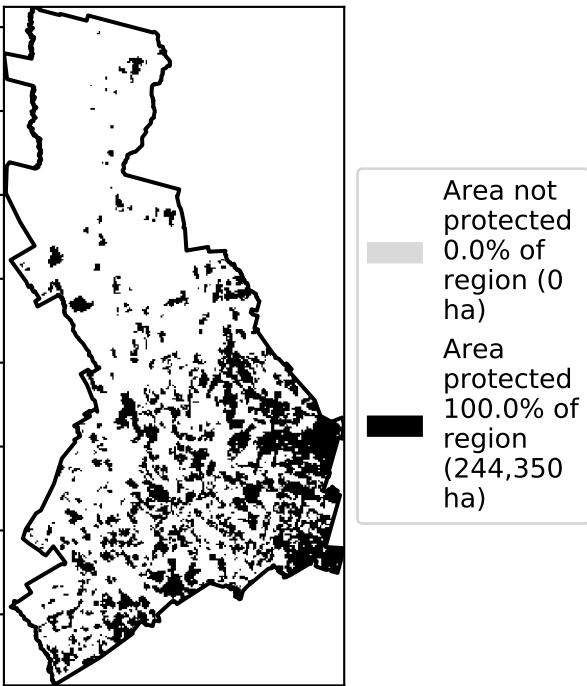 Area not
protected
0.0% of
region (0
ha)
Area
protected
100.0% of
region
(244,350
ha)